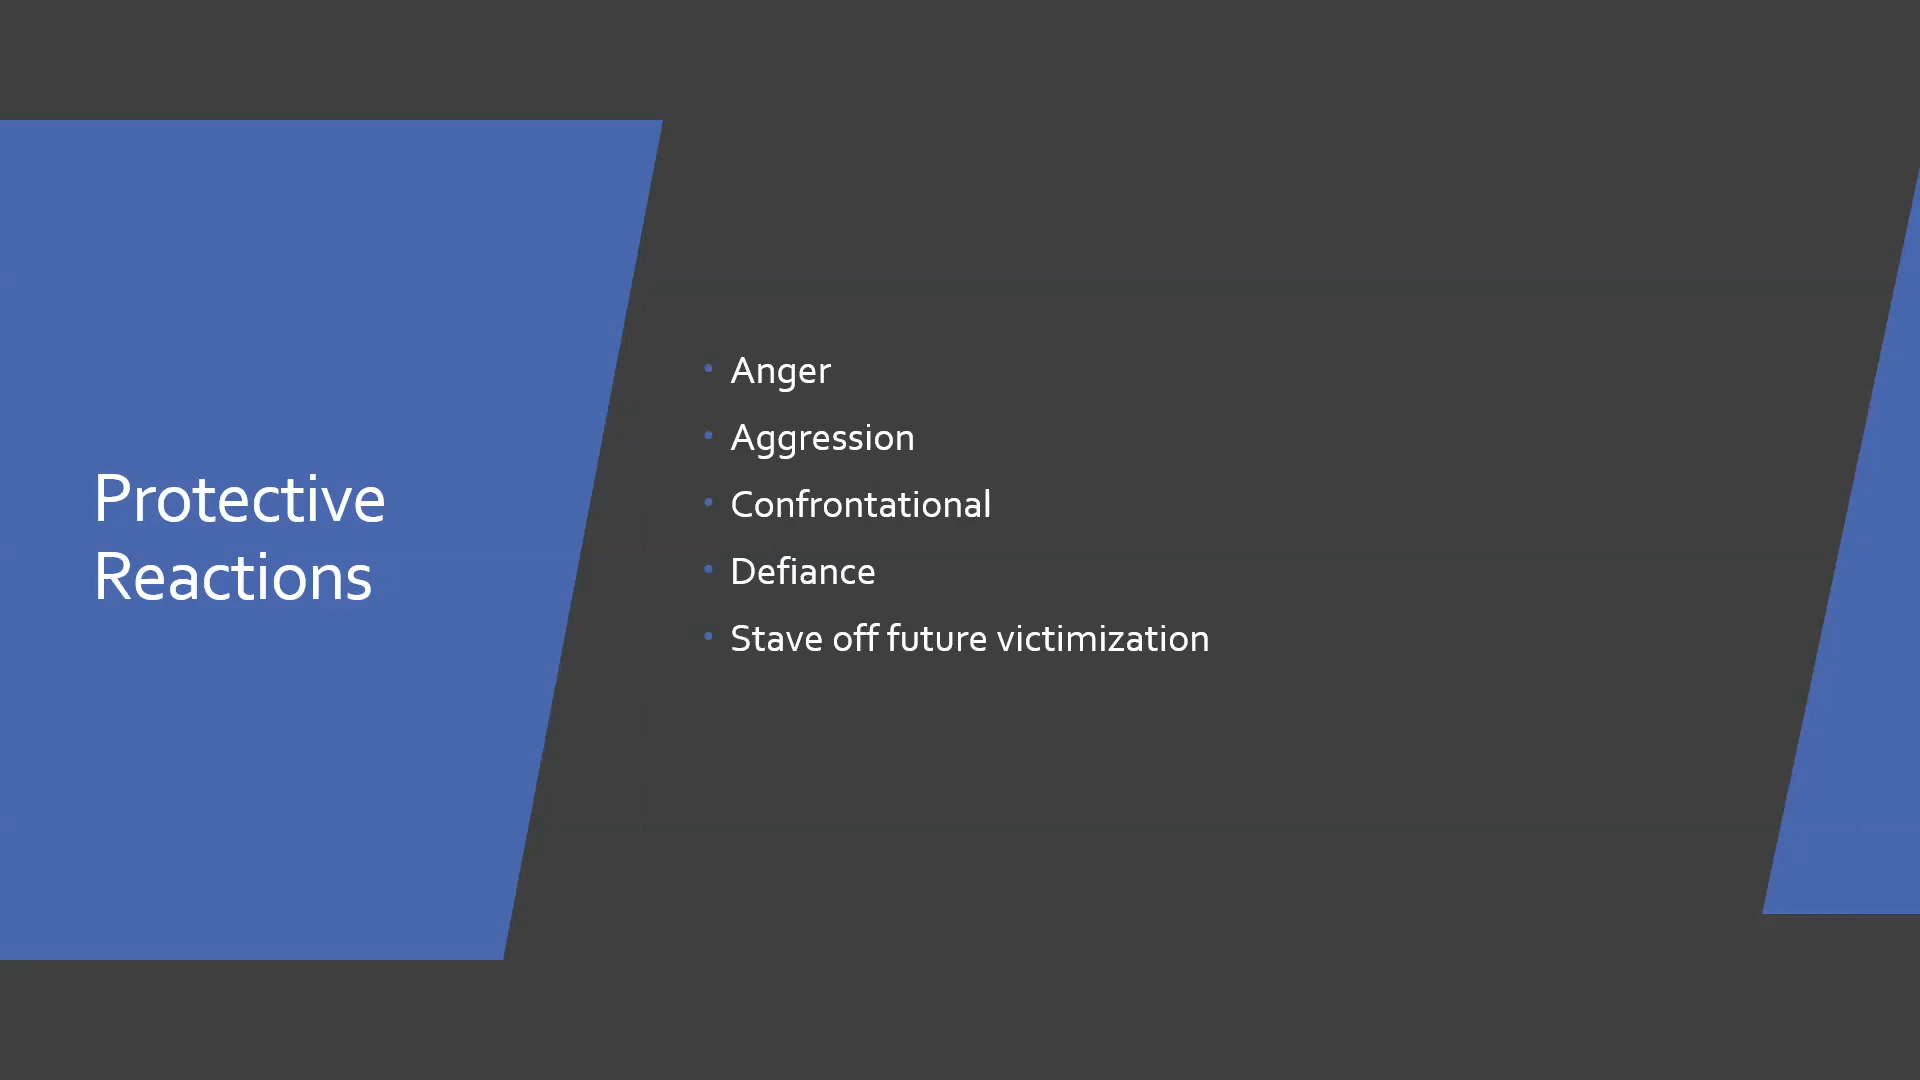 Protective
Reactions
• Anger
• Aggression
• Confrontational
• Defiance
• Stave off future victimization